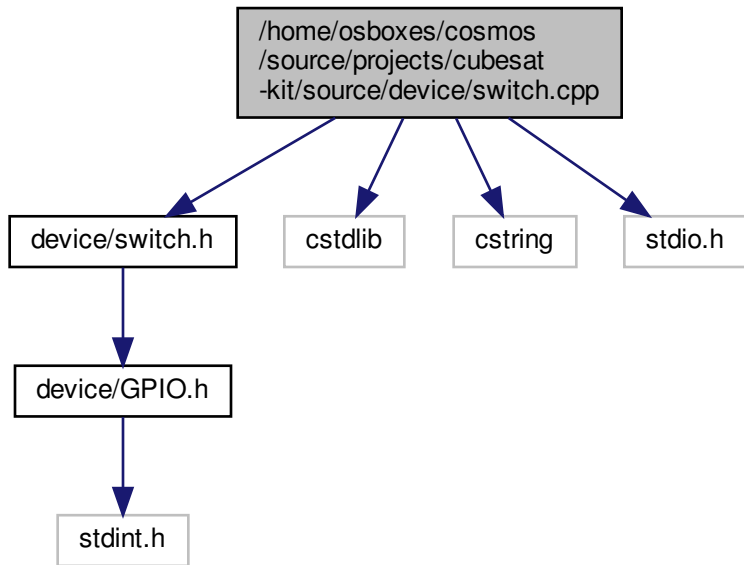 /home/osboxes/cosmos
/source/projects/cubesat
-kit/source/device/switch.cpp
device/switch.h
cstdlib
cstring
stdio.h
device/GPIO.h
stdint.h